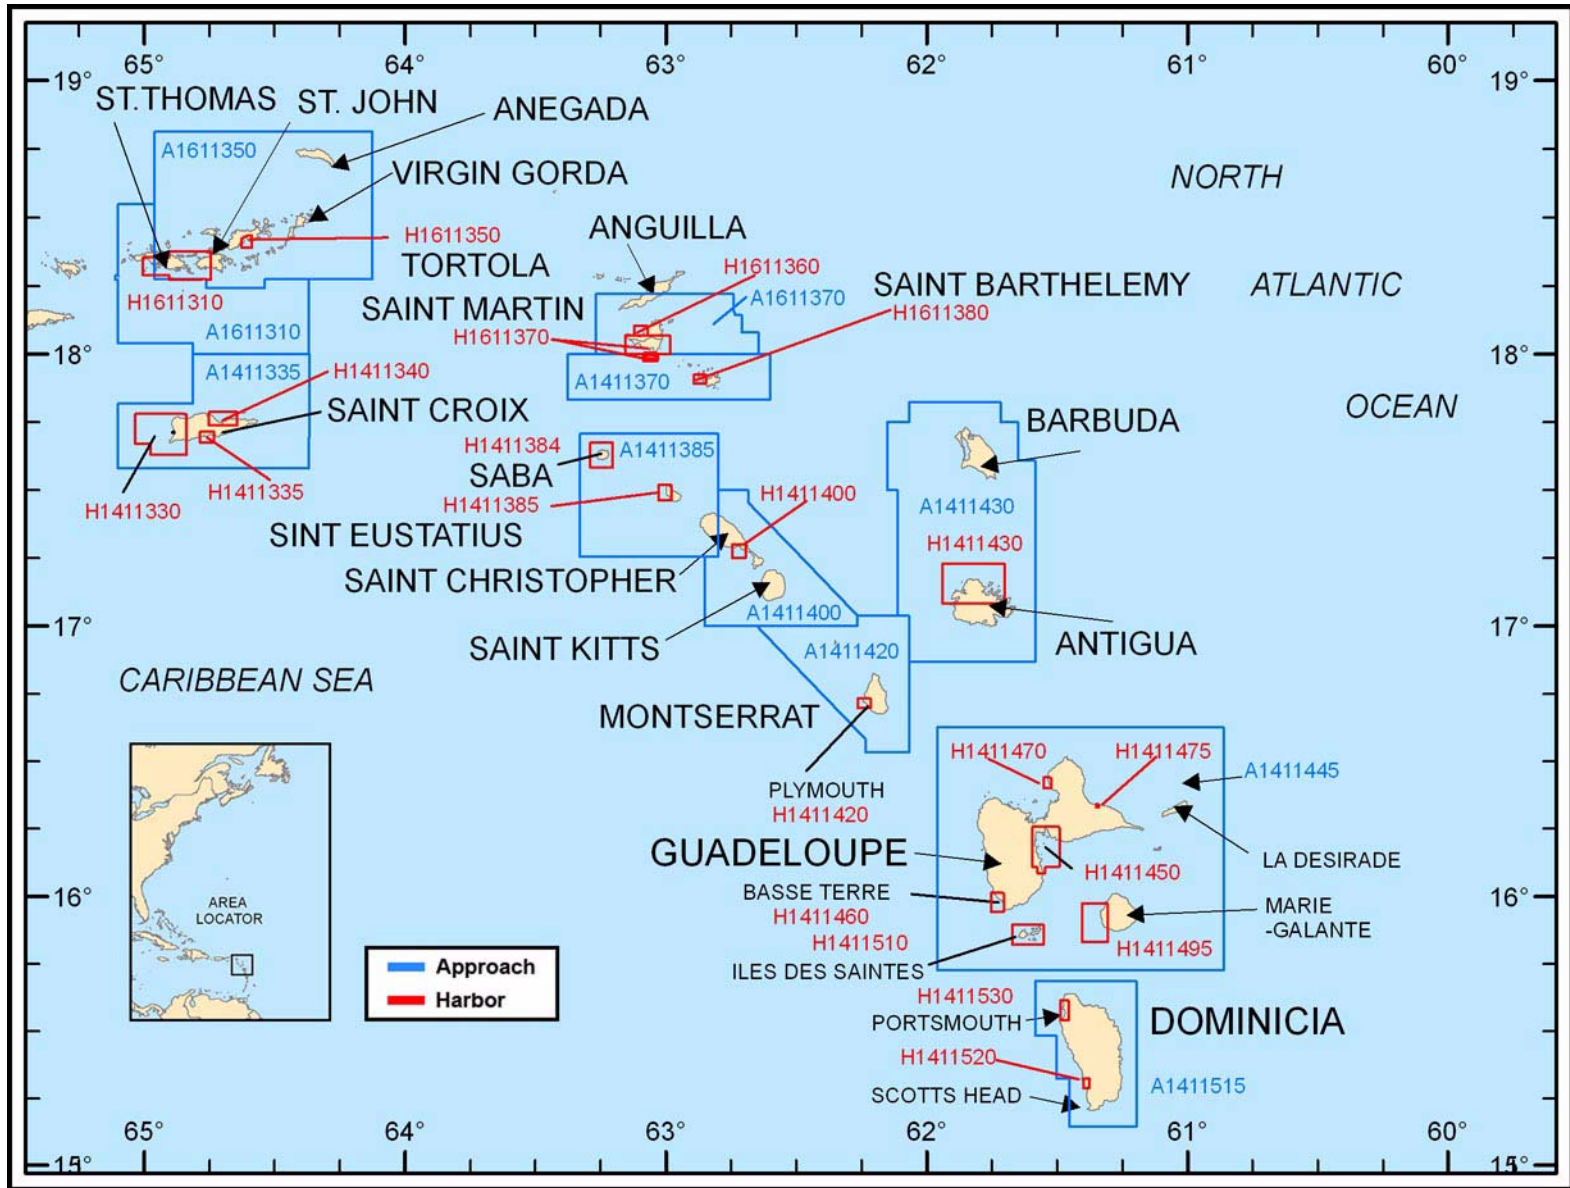 65° 64 63° 62° 61° 60°
19° 19°
ST.THOMAS
ST. JOHN
ANEGADA
A1611350
VIRGIN GORDA
NORTH
ANGUILLA
H1611350
TORTOLA
H1611360
SAINT BARTHELEMY
ATLANTIC
H1611310
SAINT MARTIN
A1611370
H1611380
A1611310
H1611370
18° 18°
A1411335
H1411340
A1411370
SAINT CROIX
OCEAN
BARBUDA
H1411384
A1411385
SABA
H1411335
H1411385
H1411400
H1411330
A1411430
SINT EUSTATIUS
H1411430
SAINT CHRISTOPHER
A1411400
17° 17°
SAINT KITTS
A1411420
ANTIGUA
CARIBBEAN SEA
MONTSERRAT
H1411470
H1411475
A1411445
PLYMOUTH
H1411420
GUADELOUPE
LA DESIRADE
H1411450
BASSE TERRE
16° 16°
AREA
LOCATOR
H1411460
MARIE
-GALANTE
H1411510
H1411495
ILES DES SAINTES
Approach
Harbor
H1411530
PORTSMOUTH
DOMINICIA
H1411520
A1411515
SCOTTS HEAD
65° 64° 63° 62° 61° 60°
15° 15°